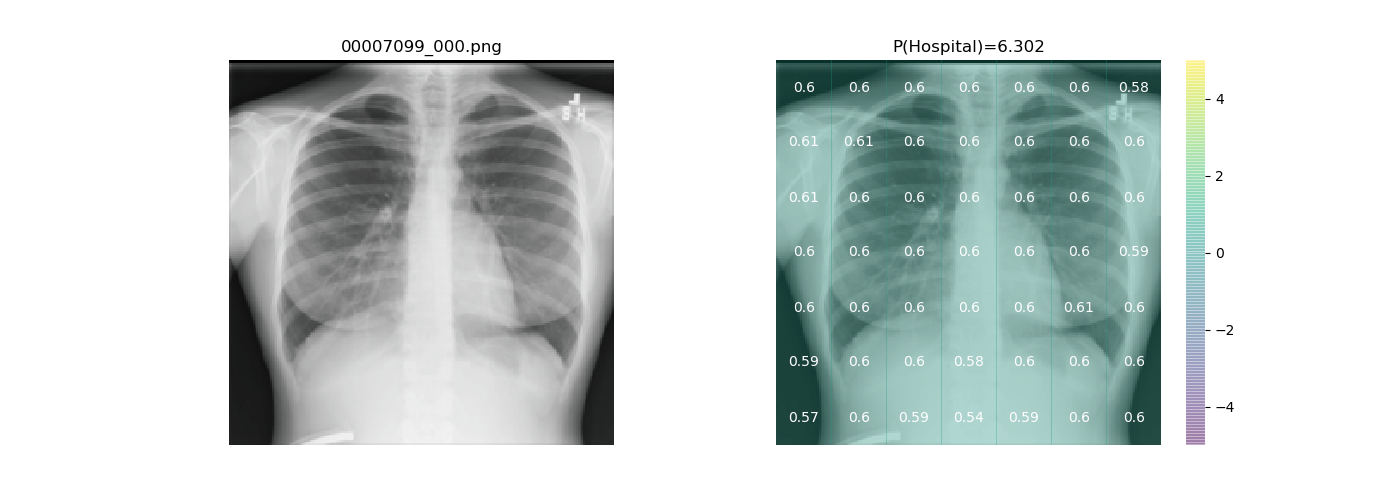 00007099_000.png
P(Hospital)=6.302
L
S H
0.6 0.6 0.6 0.6 0.6 0.6 0.58
0.61 0.61 0.6 0.6 0.6 0.6 0.6
0.61 0.6 0.6 0.6 0.6 0.6 0.6
0.6 0.6 0.6 0.6 0.6 0.6 0.59
0.6 0.6 0.6 0.6 0.6 0.61 0.6
0.59 0.6 0.6 0.58 0.6 0.6 0.6
0.57 0.6 0.59 0.54 0.59 0.6 0.6
4
2
0
−2
−4